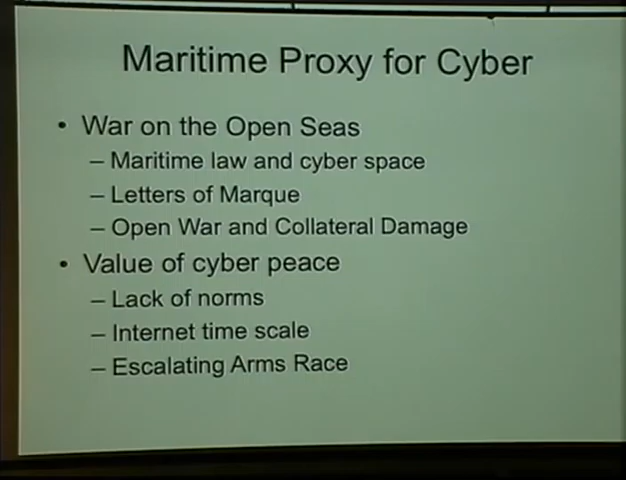 Maritime Proxy for Cyber
• War on the Open Seas
– Maritime law and cyber space
– Letters of Marque
– Open War and Collateral Damage
• Value of cyber peace
– Lack of norms
– Internet time scale
– Escalating Arms Race